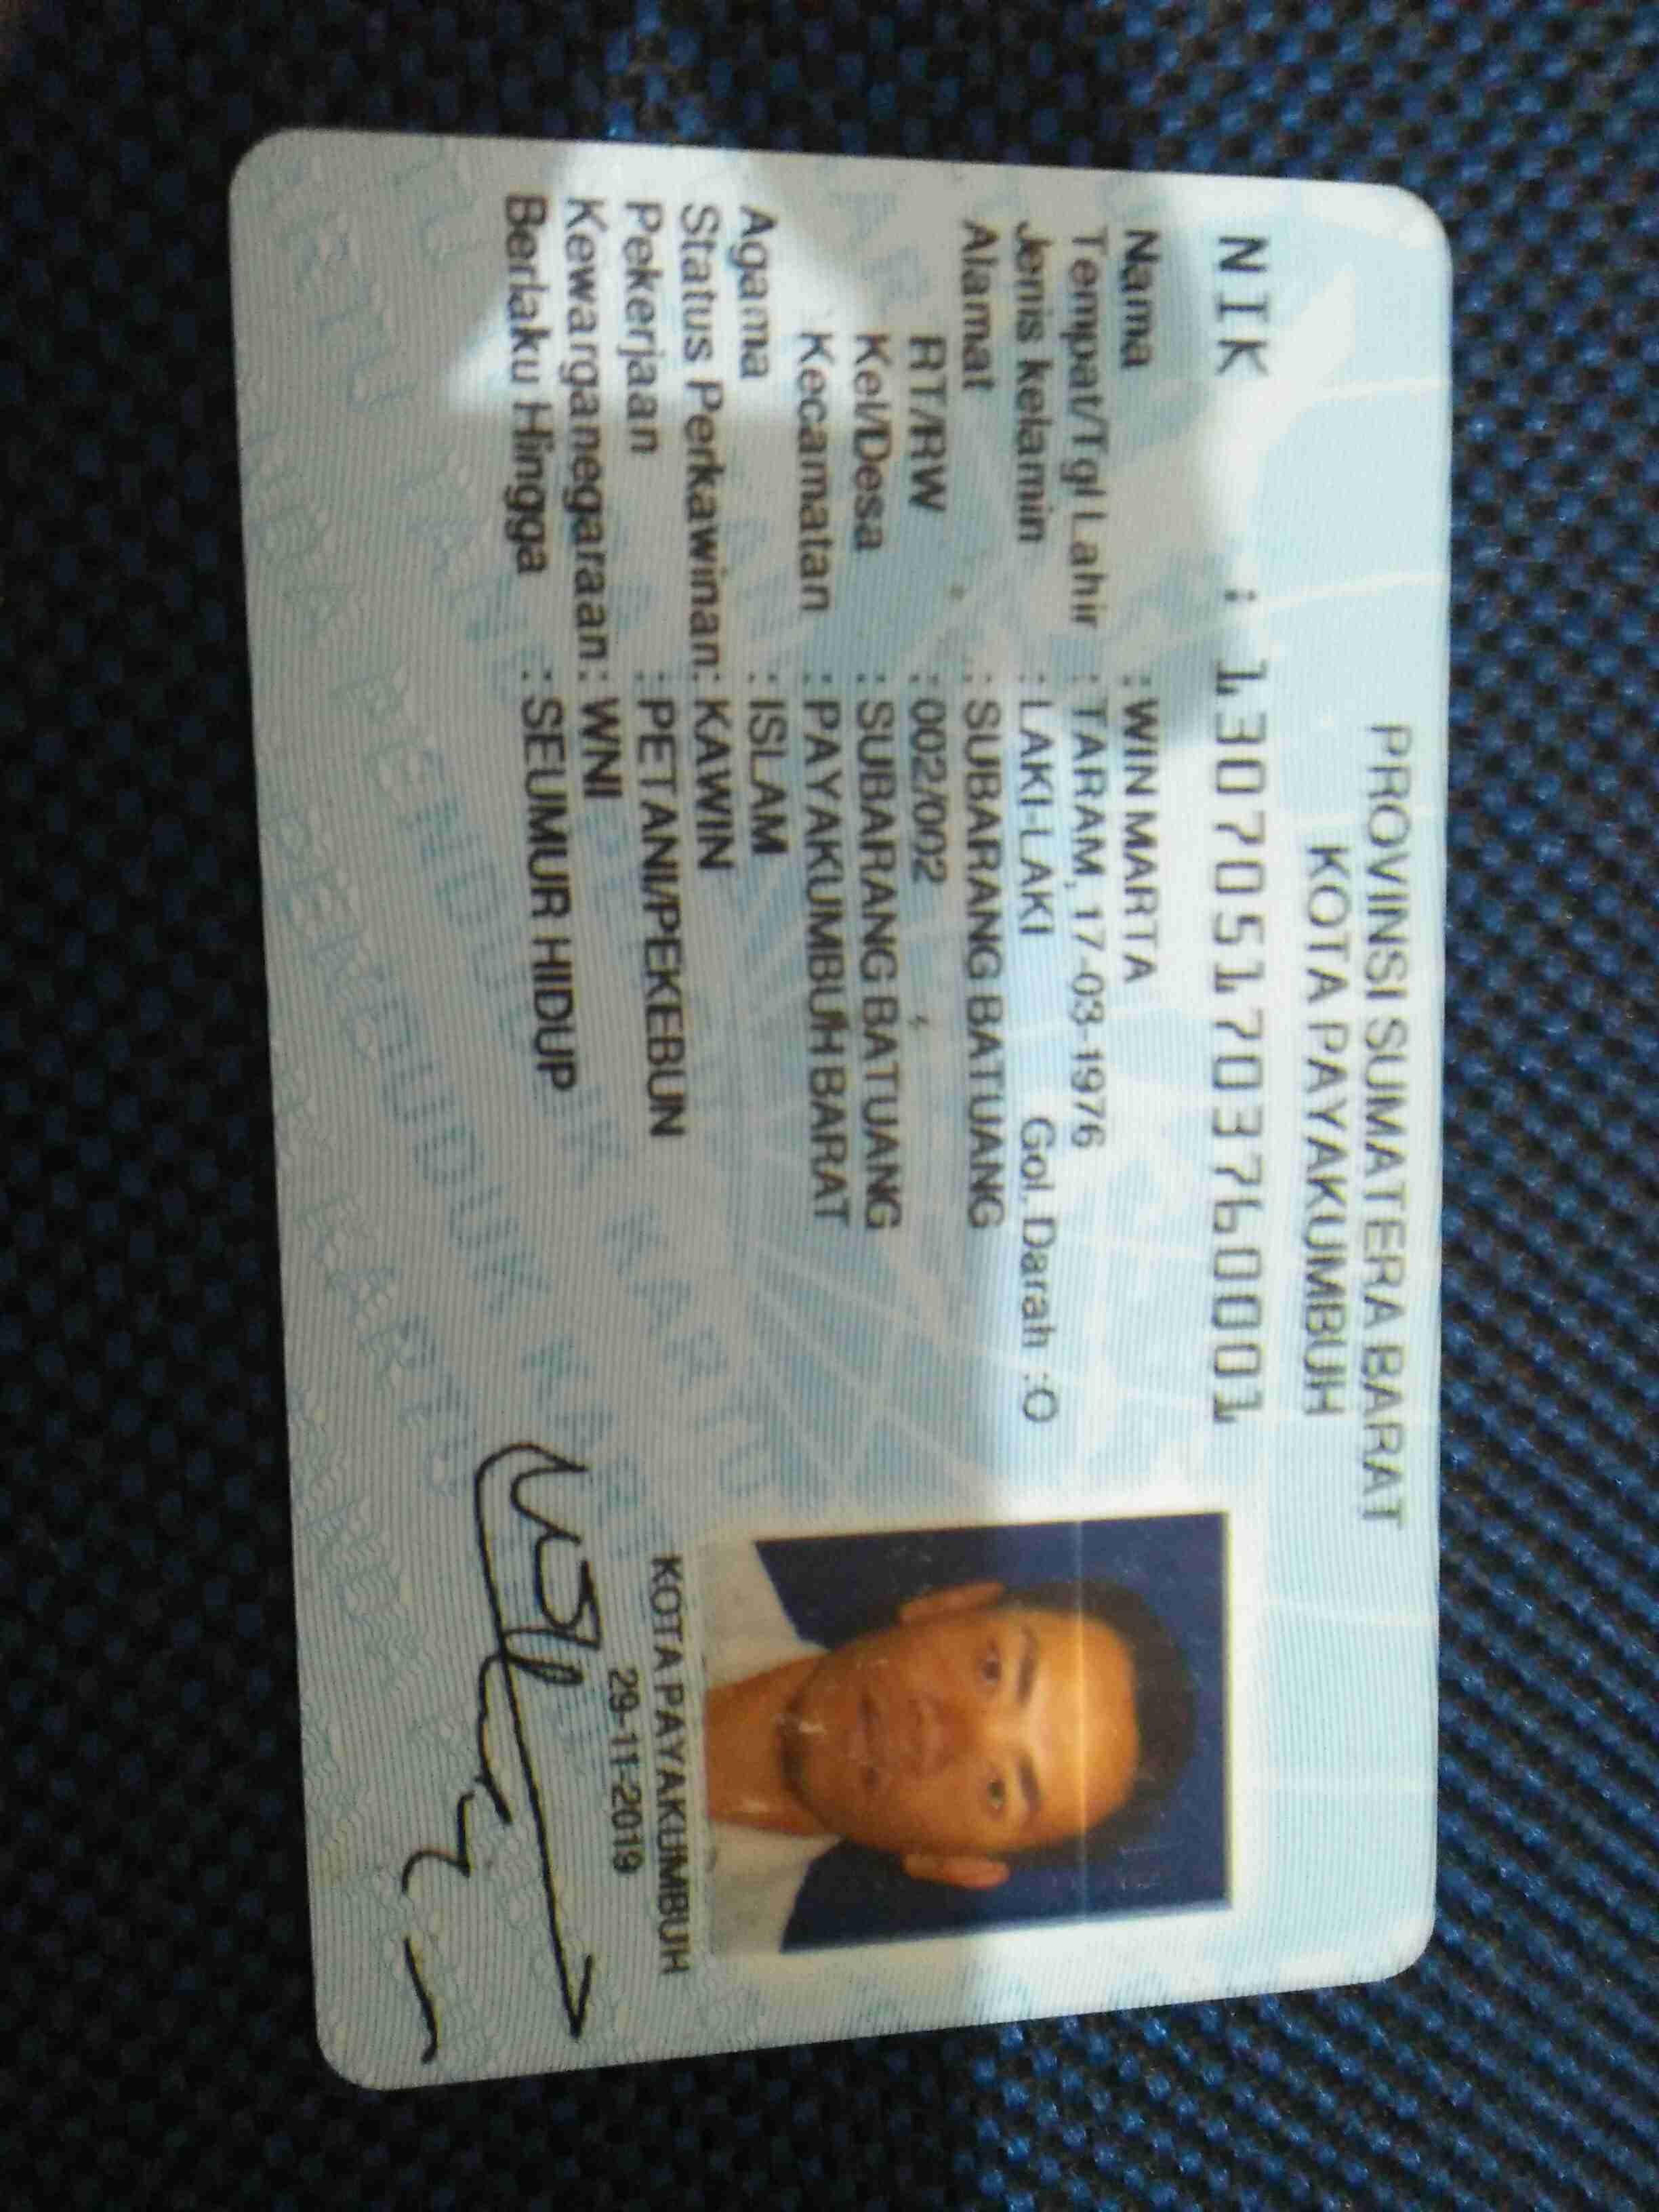 PROVINSI SUMATERA BARAT
KOTA PAYAKUMBUH
NIK : 1307051703760001
Nama : WIN MARTA
Tempat/Tgl Lahir : TARAM, 17-03-1976
Jenis kelamin : LAKI-LAKI Gol. Darah :O
Alamat : SUBARANG BATUANG
RT/RW : 002/002
Kel/Desa : SUBARANG BATUANG
Kecamatan : PAYAKUMBUH BARAT
Agama : ISLAM
Status Perkawinan: KAWIN
Pekerjaan : PETANI/PEKEBUN
Kewarganegaraan: WNI
Berlaku Hingga : SEUMUR HIDUP
KOTA PAYAKUMBUH
29-11-2019